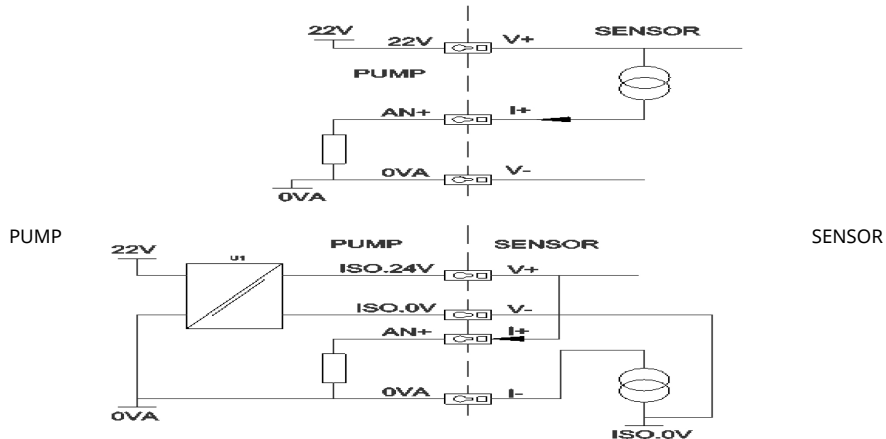 22V
22V V+ SENSOR
PUMP
AN+ I+
0VA V-
0VA
PUMP SENSOR
22V U1 PUMP SENSOR
ISO.24V V+
ISO.0V V-
AN+ I+
0VA I-
0VA
ISO.0V